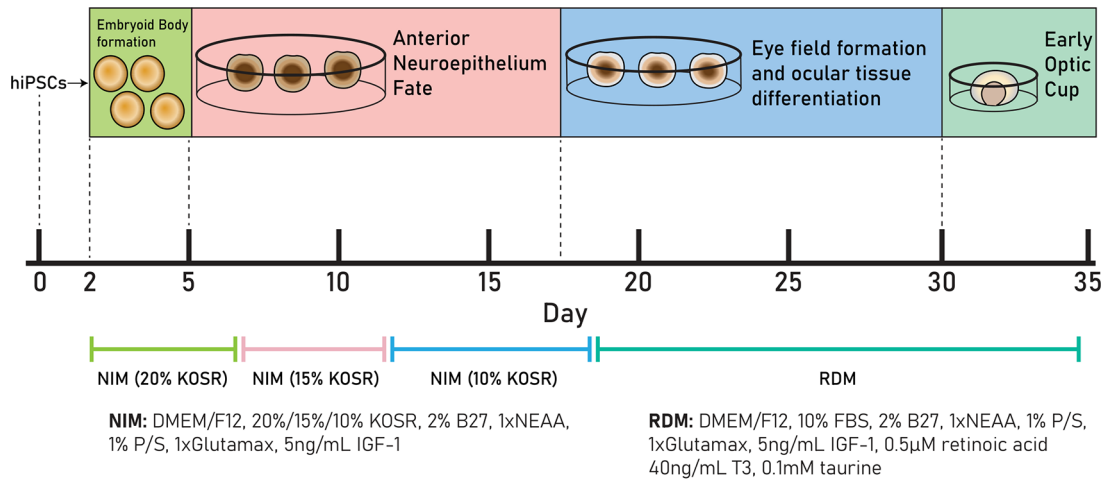 Embryoid Body
formation
hiPSCs
Anterior
Neuroepithelium
Fate
Eye field formation
and ocular tissue
differentiation
Early
Optic
Cup
0 2 5 10 15 20 25 30 35
Day
NIM (20% KOSR) NIM (15% KOSR) NIM (10% KOSR) RDM
NIM: DMEM/F12, 20%/15%/10% KOSR, 2% B27, 1xNEAA,
1% P/S, 1xGlutamax, 5ng/mL IGF-1
RDM: DMEM/F12, 10% FBS, 2% B27, 1xNEAA, 1% P/S,
1xGlutamax, 5ng/mL IGF-1, 0.5µM retinoic acid
40ng/mL T3, 0.1mM taurine